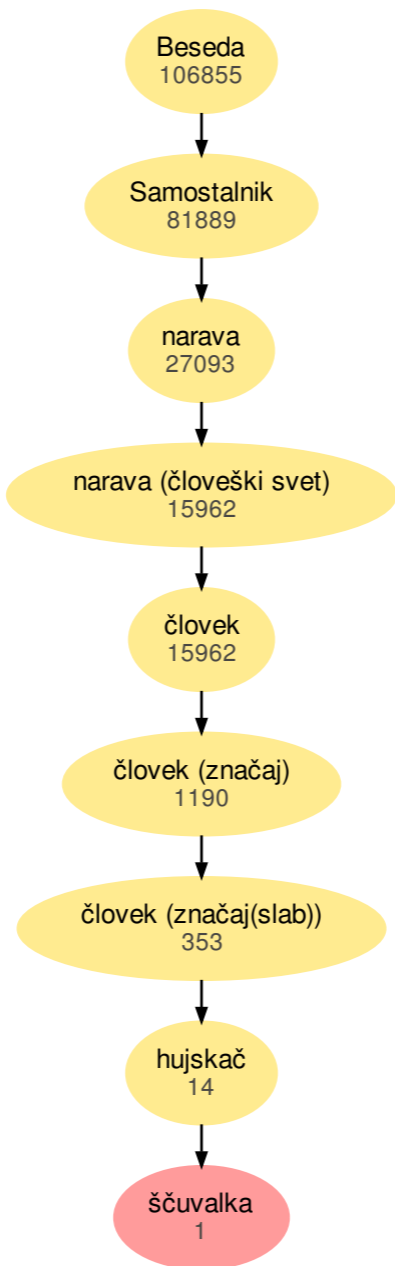 Beseda
106855
Samostalnik
81889
narava
27093
narava (človeški svet)
15962
človek
15962
človek (značaj)
1190
človek (značaj(slab))
353
hujskač
14
ščuvalka
1